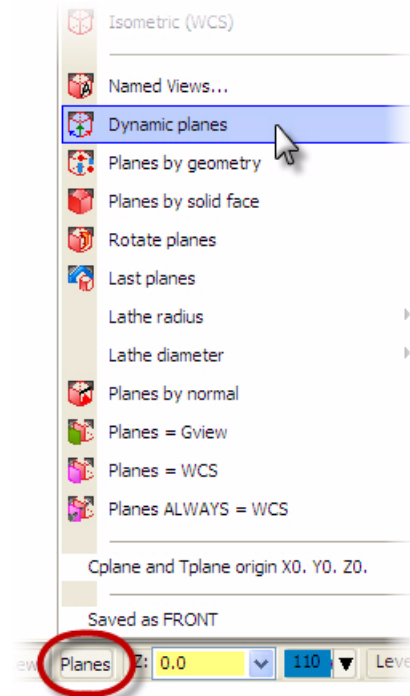 Isometric (WCS)
Named Views...
Dynamic planes
Planes by geometry
Planes by solid face
Rotate planes
Last planes
Lathe radius
Lathe diameter
Planes by normal
Planes = Gview
Planes = WCS
Planes ALWAYS = WCS
Cplane and Tplane origin X0. Y0. Z0.
Saved as FRONT
Planes Z: 0.0 110